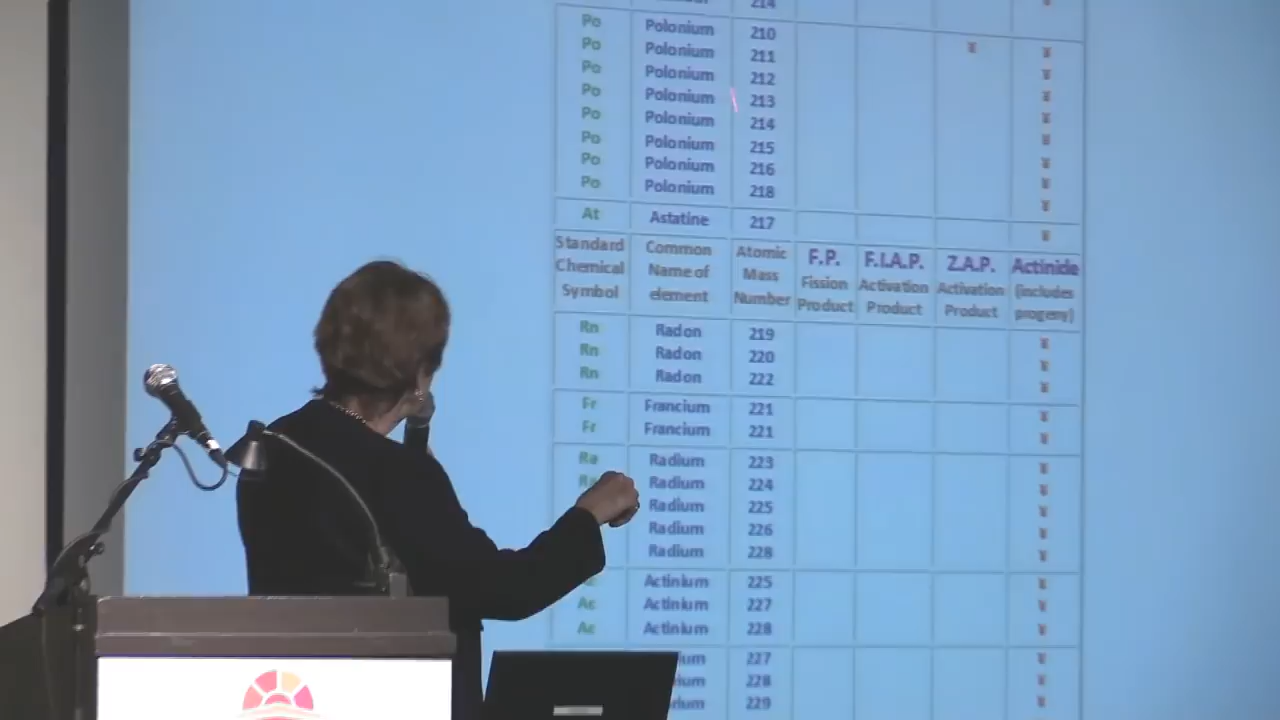 214
Po Polonium 210
Po Polonium 211 ¥ ¥
Po Polonium 212 ¥
Po Polonium 213 ¥
Po Polonium 214 ¥
Po Polonium 215 ¥
Po Polonium 216 ¥
Po Polonium 218 ¥
At Astatine 217 ¥
Standard Chemical Symbol Common Name of element Atomic Mass Number F.P. Fission Product F.I.A.P. Activation Product Z.A.P. Activation Product Actinide (includes progeny)
Rn Radon 219 ¥
Rn Radon 220 ¥
Rn Radon 222 ¥
Fr Francium 221 ¥
Fr Francium 221 ¥
Ra Radium 223 ¥
Radium 224 ¥
Radium 225 ¥
Radium 226 ¥
Radium 228 ¥
Actinium 225 ¥
Ac Actinium 227 ¥
Ac Actinium 228 ¥
227 ¥
228 ¥
229 ¥